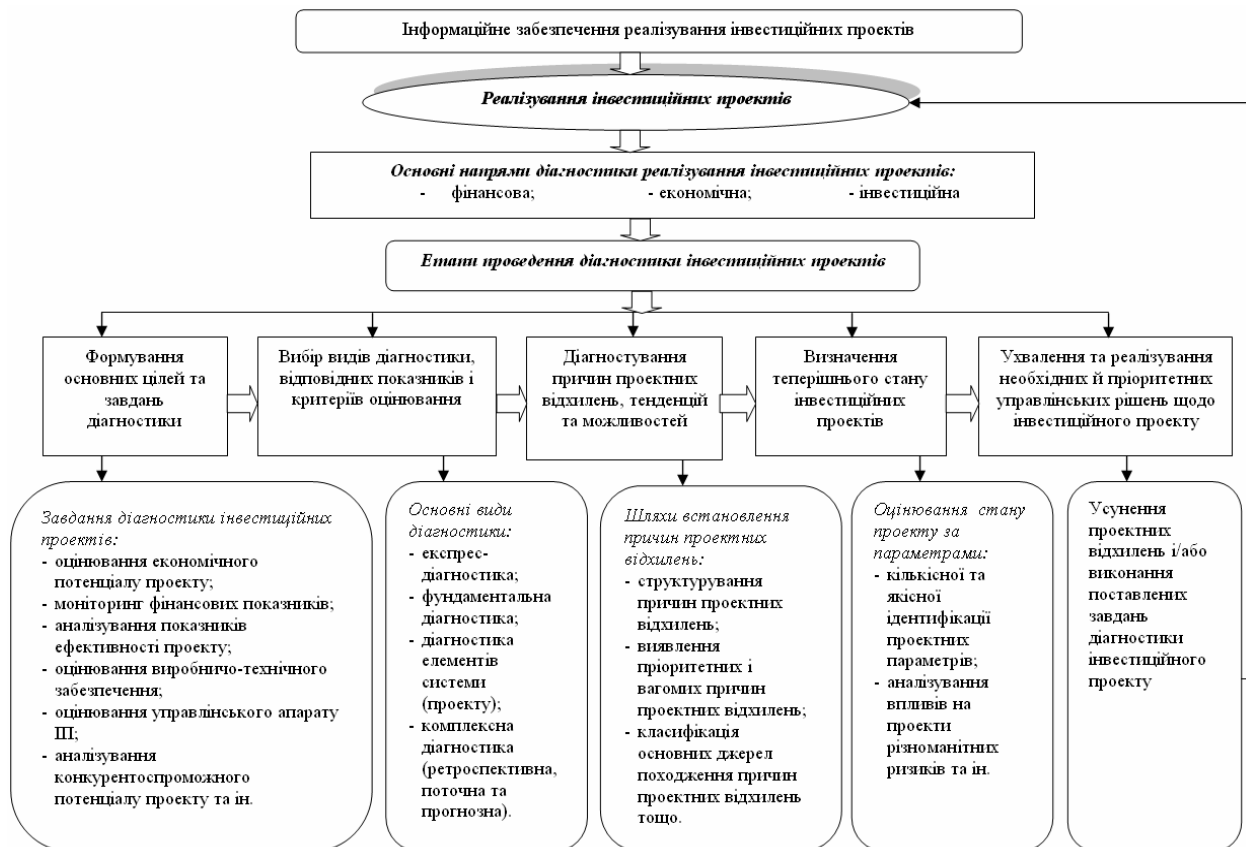 Інформаційне забезпечення реалізування інвестиційних проектів
Реалізування інвестиційних проектів
Основні напрями діагностики реалізування інвестиційних проектів:
- фінансова; - економічна; - інвестиційна
Етапи проведення діагностики інвестиційних проектів
Формування
основних цілей та
завдань
діагностики
Вибір видів діагностики,
відповідних показників і
критеріїв оцінювання
Діагностування
причин проектних
відхилень, тенденцій
та можливостей
Визначення
теперішнього стану
інвестиційних
проектів
Ухвалення та реалізування
необхідних й пріоритетних
управлінських рішень щодо
інвестиційного проекту
Завдання діагностики інвестиційних
проектів:
- оцінювання економічного
потенціалу проекту;
- моніторинг фінансових показників;
- аналізування показників
ефективності проекту;
- оцінювання виробничо-технічного
забезпечення;
- оцінювання управлінського апарату
ІП;
- аналізування
конкурентоспроможного
потенціалу проекту та ін.
Основні види
діагностики:
- експрес-
діагностика;
- фундаментальна
діагностика;
- діагностика
елементів
системи
(проекту);
- комплексна
діагностика
(ретроспективна,
поточна та
прогнозна).
Шляхи встановлення
причин проектних
відхилень:
- структурування
причин проектних
відхилень;
- виявлення
пріоритетних і
вагомих причин
проектних відхилень;
- класифікація
основних джерел
походження причин
проектних відхилень
тощо.
Оцінювання стану
проекту за
параметрами:
- кількісної та
якісної
ідентифікації
проектних
параметрів;
- аналізування
впливів на
проекти
різноманітних
ризиків та ін.
Усунення
проектних
відхилень і/або
виконання
поставлених
завдань
діагностики
інвестиційного
проекту